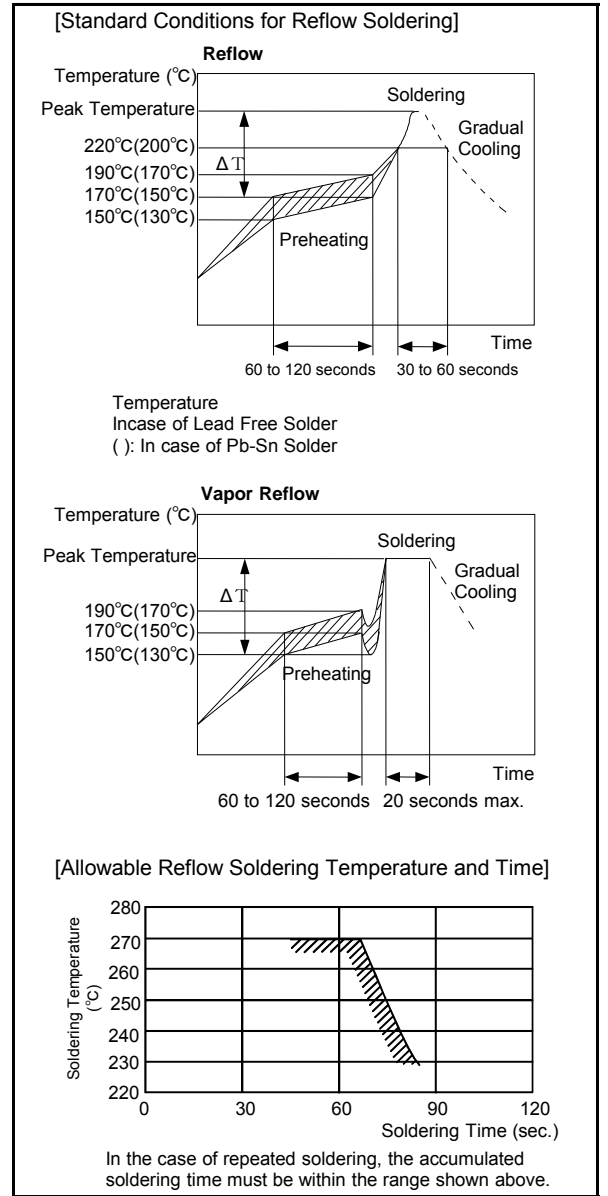 [Standard Conditions for Reflow Soldering]
Reflow
Temperature (°C)
Peak Temperature
Soldering
Gradual
Cooling
220°C(200°C)
ΔT
190°C(170°C)
170°C(150°C)
150°C(130°C)
Preheating
Time
60 to 120 seconds
30 to 60 seconds
Temperature
Incase of Lead Free Solder
( ): In case of Pb-Sn Solder
Vapor Reflow
Temperature (°C)
Soldering
Peak Temperature
Gradual
Cooling
ΔT
190°C(170°C)
170°C(150°C)
150°C(130°C)
Preheating
Time
60 to 120 seconds
20 seconds max.
[Allowable Reflow Soldering Temperature and Time]
Soldering Temperature
(°C)
280
270
260
250
240
230
220
0
30
60
90
120
Soldering Time (sec.)
In the case of repeated soldering, the accumulated
soldering time must be within the range shown above.